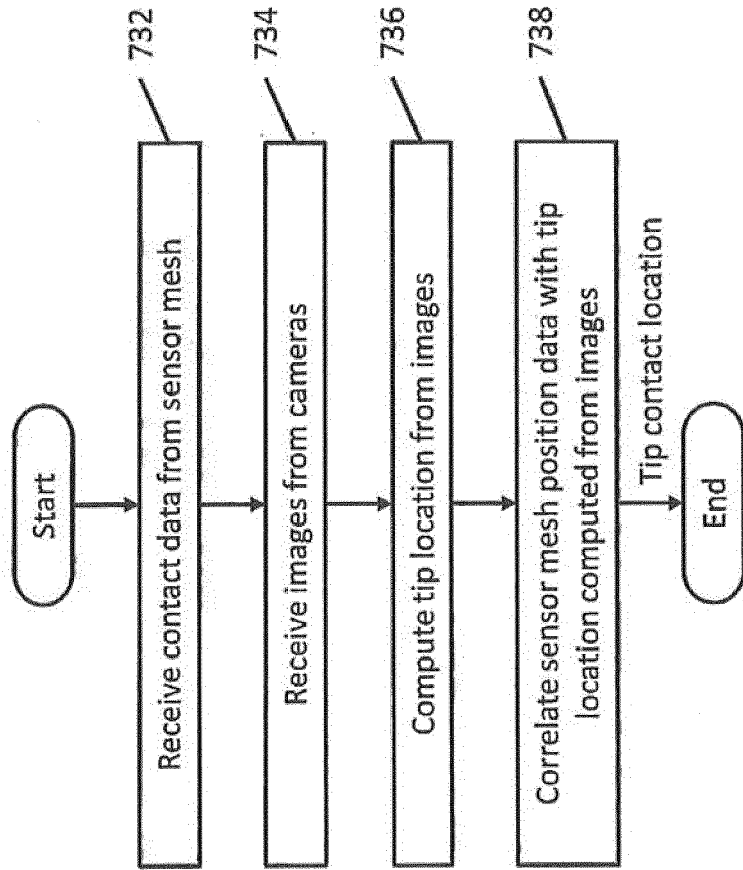 Start
Receive contact data from sensor mesh
732
Receive images from cameras
734
Compute tip location from images
736
Correlate sensor mesh position data with tip
location computed from images
738
Tip contact location
End